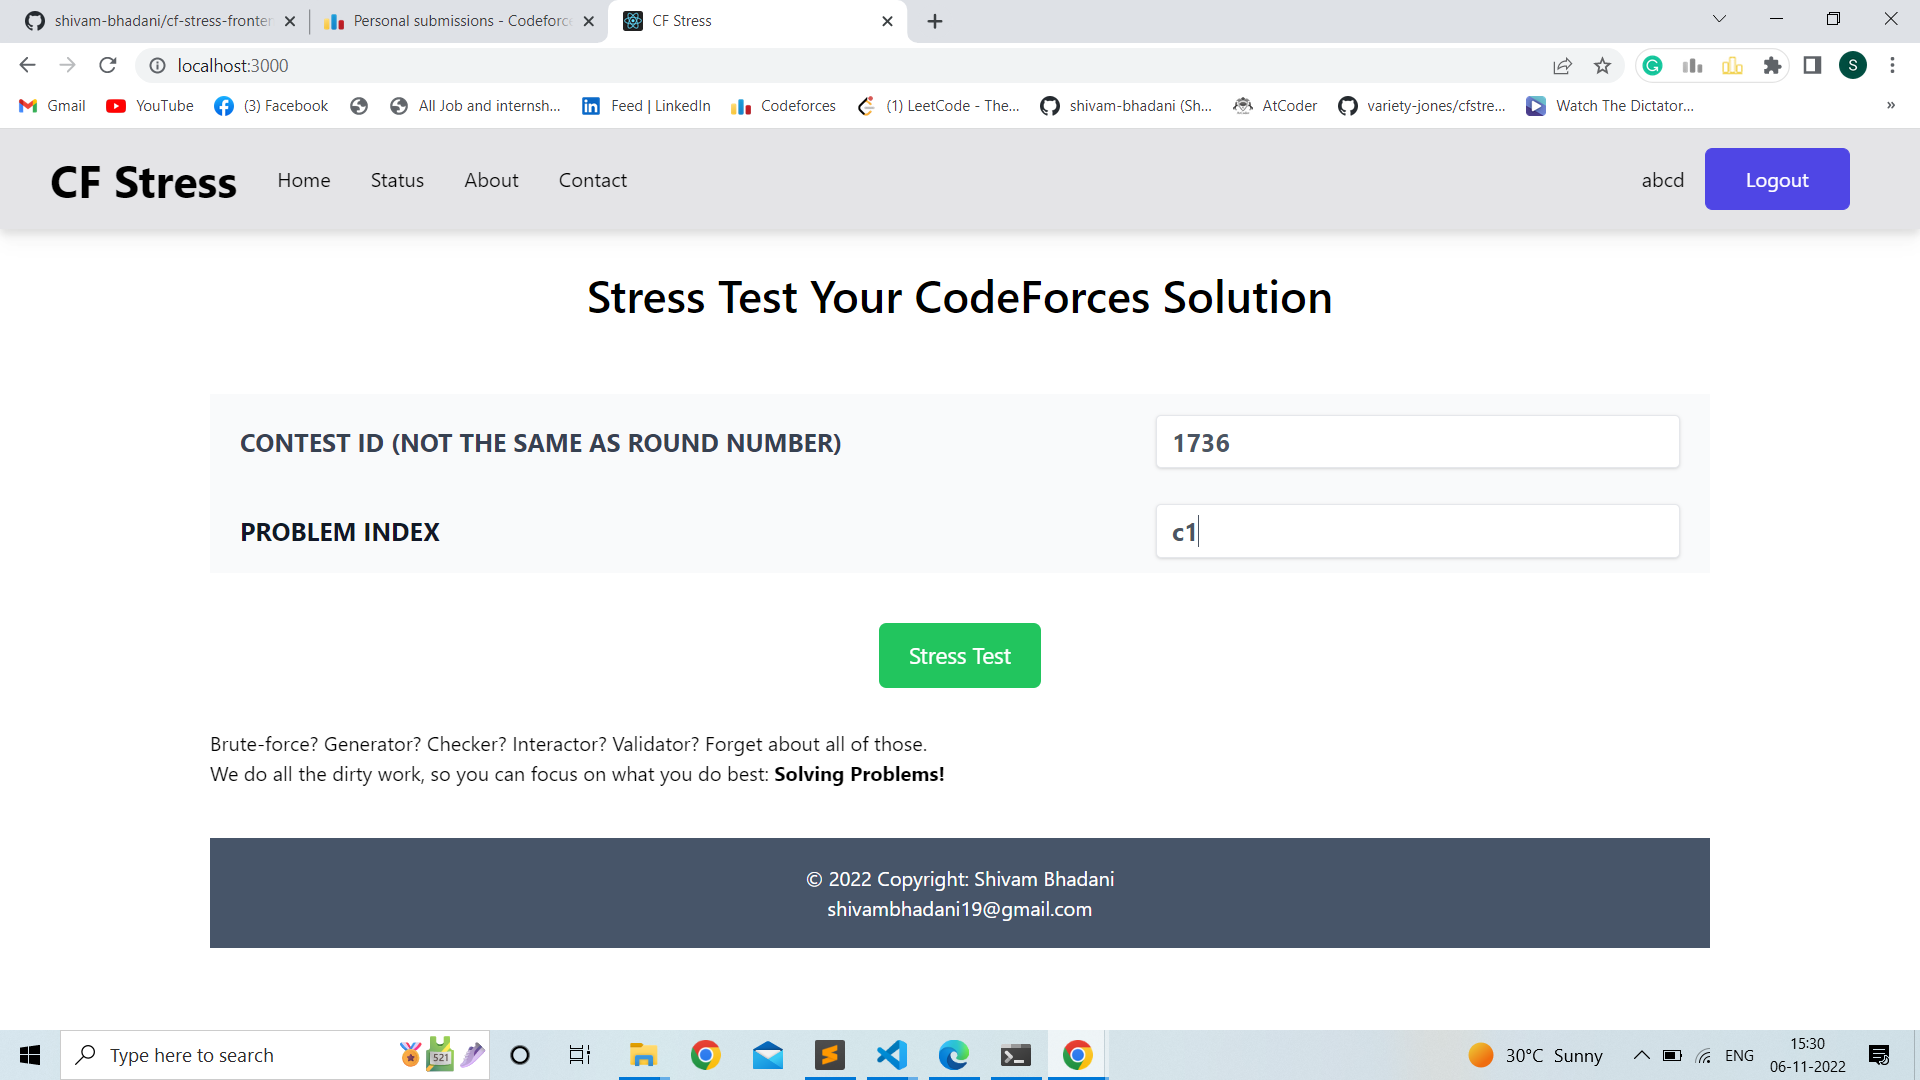 shivam-bhadani/cf-stress-fronten
Personal submissions - Codeforc
CF Stress
localhost:3000
S
Gmail
YouTube
(3) Facebook
All Job and internsh...
Feed | LinkedIn
Codeforces
(1) LeetCode - The...
shivam-bhadani (Sh...
AtCoder
variety-jones/cfstre...
Watch The Dictator...
»
CF Stress
Home
Status
About
Contact
abcd
Logout
Stress Test Your CodeForces Solution
CONTEST ID (NOT THE SAME AS ROUND NUMBER)
1736
PROBLEM INDEX
c1
Stress Test
Brute-force? Generator? Checker? Interactor? Validator? Forget about all of those.
We do all the dirty work, so you can focus on what you do best: Solving Problems!
© 2022 Copyright: Shivam Bhadani
shivambhadani19@gmail.com
Type here to search
521
30°C Sunny
ENG
15:30
06-11-2022